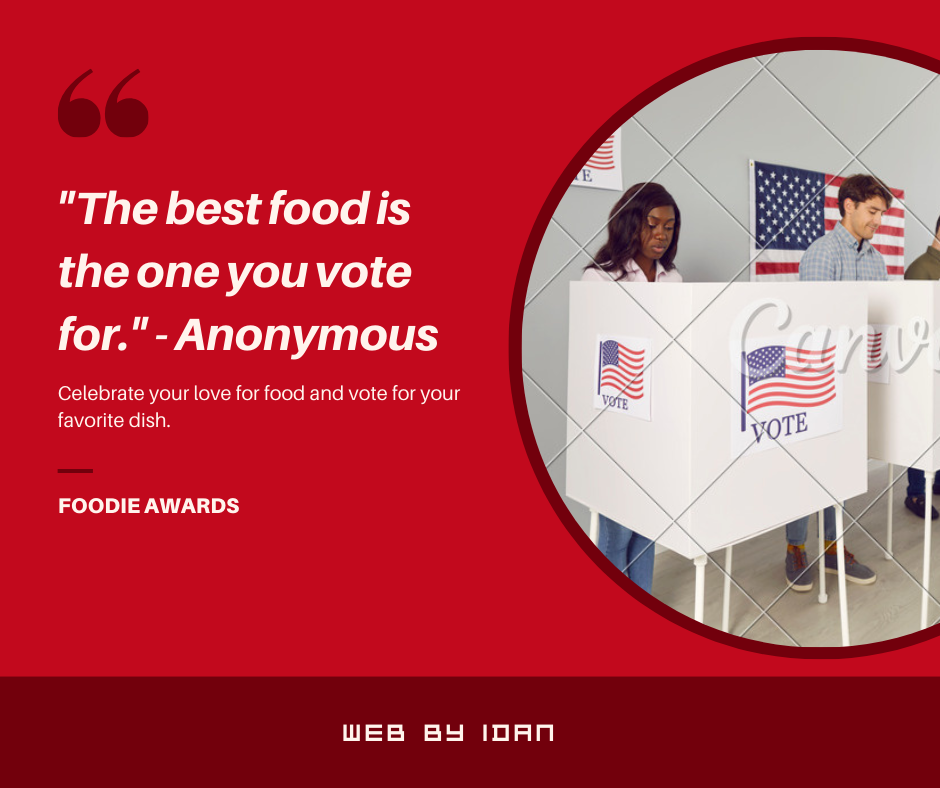 "The best food is
the one you vote
for." - Anonymous
Celebrate your love for food and vote for your
favorite dish.
FOODIE AWARDS
VOTE
VOTE
Canv
WEB BY IDAN